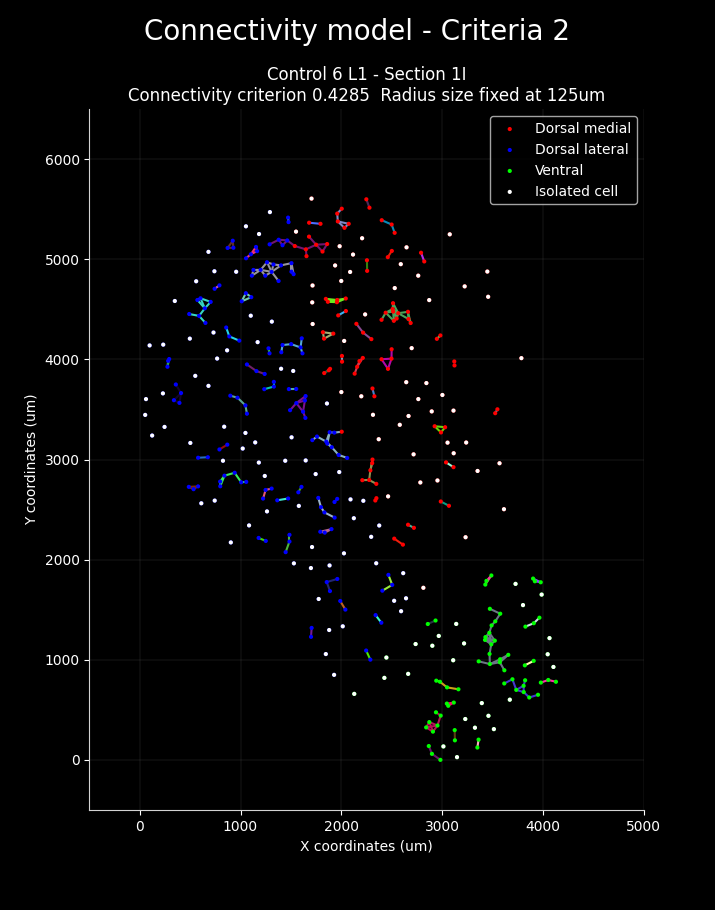 Connectivity model - Criteria 2
Control 6 L1 - Section 1I
Connectivity criterion 0.4285  Radius size fixed at 125um
Dorsal medial
Dorsal lateral
Ventral
Isolated cell
6000
5000
4000
3000
2000
1000
0
Y coordinates (um)
0 1000 2000 3000 4000 5000
X coordinates (um)